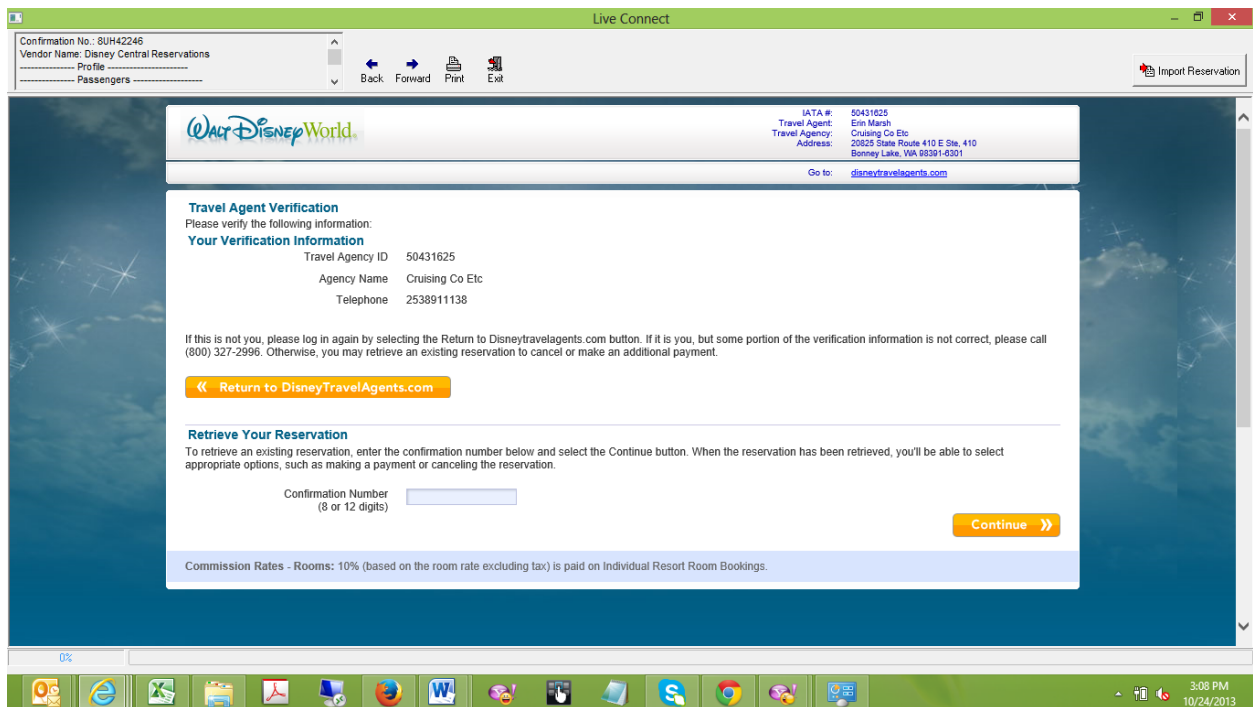 Live Connect
Confirmation No.: 8UH42246
Vendor Name: Disney Central Reservations
--------------- Profile ----------------------
--------------- Passengers -------------------
Back Forward Print Exit
Import Reservation
Walt Disney World.
IATA #: 50431625
Travel Agent: Erin Marsh
Travel Agency: Cruising Co Etc
Address: 20825 State Route 410 E Ste, 410
Bonney Lake, WA 98391-6301
Go to: disneytravelagents.com
Travel Agent Verification
Please verify the following information:
Your Verification Information
Travel Agency ID 50431625
Agency Name Cruising Co Etc
Telephone 2538911138
If this is not you, please log in again by selecting the Return to Disneytravelagents.com button. If it is you, but some portion of the verification information is not correct, please call
(800) 327-2996. Otherwise, you may retrieve an existing reservation to cancel or make an additional payment.
Return to DisneyTravelAgents.com
Retrieve Your Reservation
To retrieve an existing reservation, enter the confirmation number below and select the Continue button. When the reservation has been retrieved, you'll be able to select
appropriate options, such as making a payment or canceling the reservation.
Confirmation Number
(8 or 12 digits)
Continue
Commission Rates - Rooms: 10% (based on the room rate excluding tax) is paid on Individual Resort Room Bookings.
0%
3:08 PM
10/24/2013